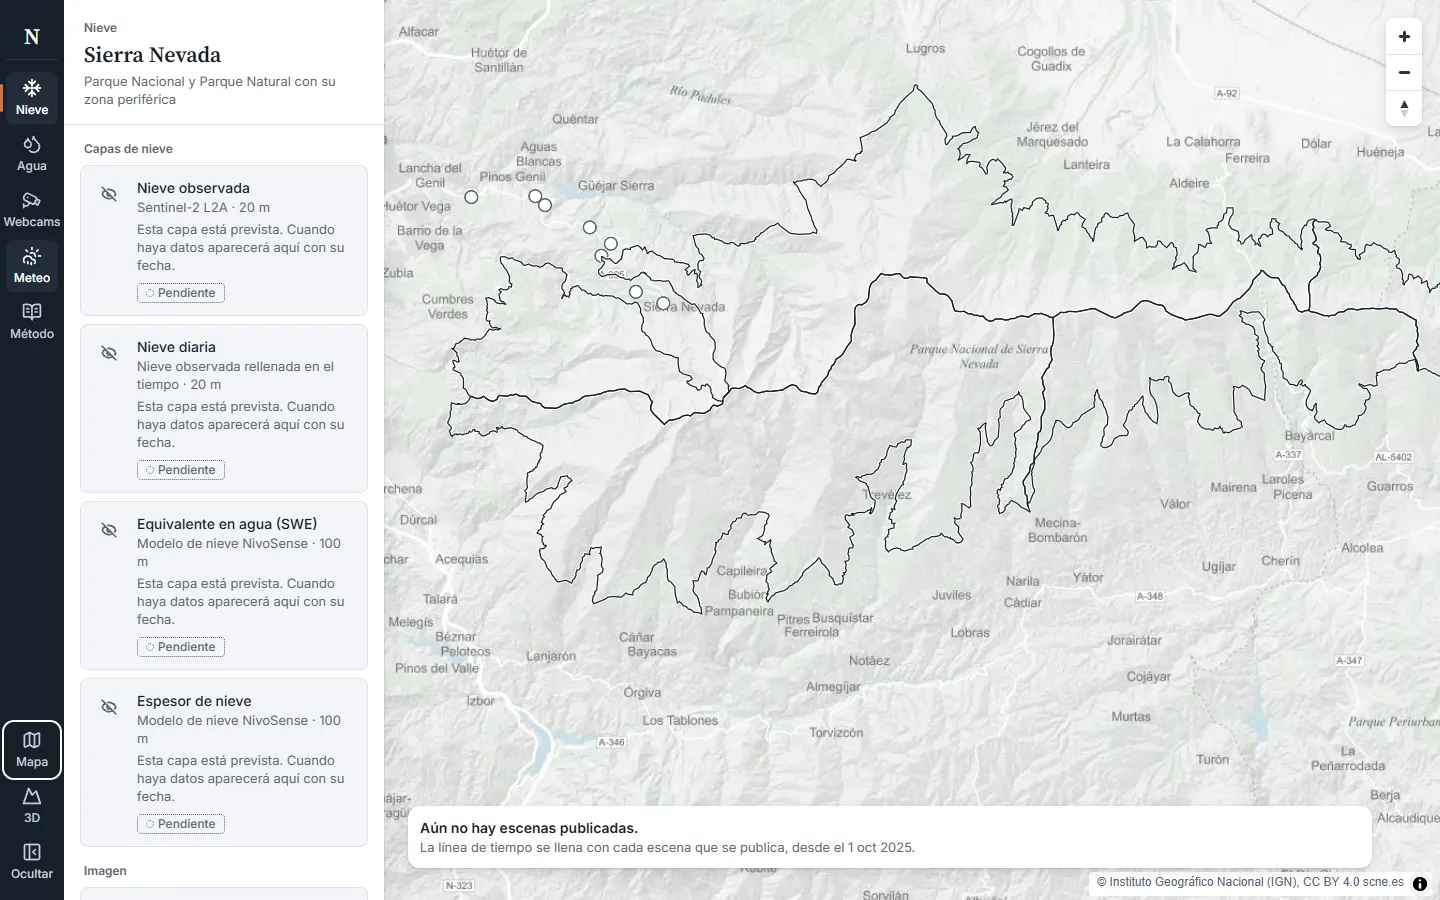 N
Nieve
Agua
Webcams
Meteo
Método
Mapa
3D
Ocultar
Nieve
Sierra Nevada
Parque Nacional y Parque Natural con su
zona periférica
Capas de nieve
Nieve observada
Sentinel-2 L2A · 20 m
Esta capa está prevista. Cuando
haya datos aparecerá aquí con su
fecha.
Pendiente
Nieve diaria
Nieve observada rellenada en el
tiempo · 20 m
Esta capa está prevista. Cuando
haya datos aparecerá aquí con su
fecha.
Pendiente
Equivalente en agua (SWE)
Modelo de nieve NivoSense · 100
m
Esta capa está prevista. Cuando
haya datos aparecerá aquí con su
fecha.
Pendiente
Espesor de nieve
Modelo de nieve NivoSense · 100
m
Esta capa está prevista. Cuando
haya datos aparecerá aquí con su
fecha.
Pendiente
Imagen
Alfacar
Huétor de
Santillán
Lugros
Cogollos de
Guadix
Río Padules
A-92
Quéntar
Jérez del
Marquesado
La Calahorra
Dólar
Huéneja
La
Aguas
Blancas
Ferreira
Lanteira
Lancha del
Genil
Pinos Genil
Güéjar Sierra
Aldeire
Huétor Vega
Barrio de la
Vega
Zubia
Cumbres
Verdes
Sierra Nevada
Parque Nacional de Sierra
Nevada
Bayárcal
A-337
AL-5402
Laroles
Mairena
Picena
Guarros
Trevélez
Válor
rchena
Dúrcal
Mecina-
Bombarón
Alcolea
char
Acequias
Cherín
Ugíjar
Capileira
Yátor
Narila
Bubión
Juviles
Cádiar
A-348
Talará
Pampaneira
Pitres
Busquístar
Ferreirola
Melegís
Béznar
Peloteos
Cáñar
Bayacas
Lobras
Jorairátar
Lanjarón
Notáez
A-347
Pinos del Valle
Cojáyar
Almegíjar
Órgiva
Izbor
Los Tablones
Murtas
Parque Periurban
Torvizcón
A-346
La
Peñarrodada
Turón
Berja
Alcaudique
Aún no hay escenas publicadas.
La línea de tiempo se llena con cada escena que se publica, desde el 1 oct 2025.
Rubite
N-323
Sorvilán
© Instituto Geográfico Nacional (IGN), CC BY 4.0 scne.es